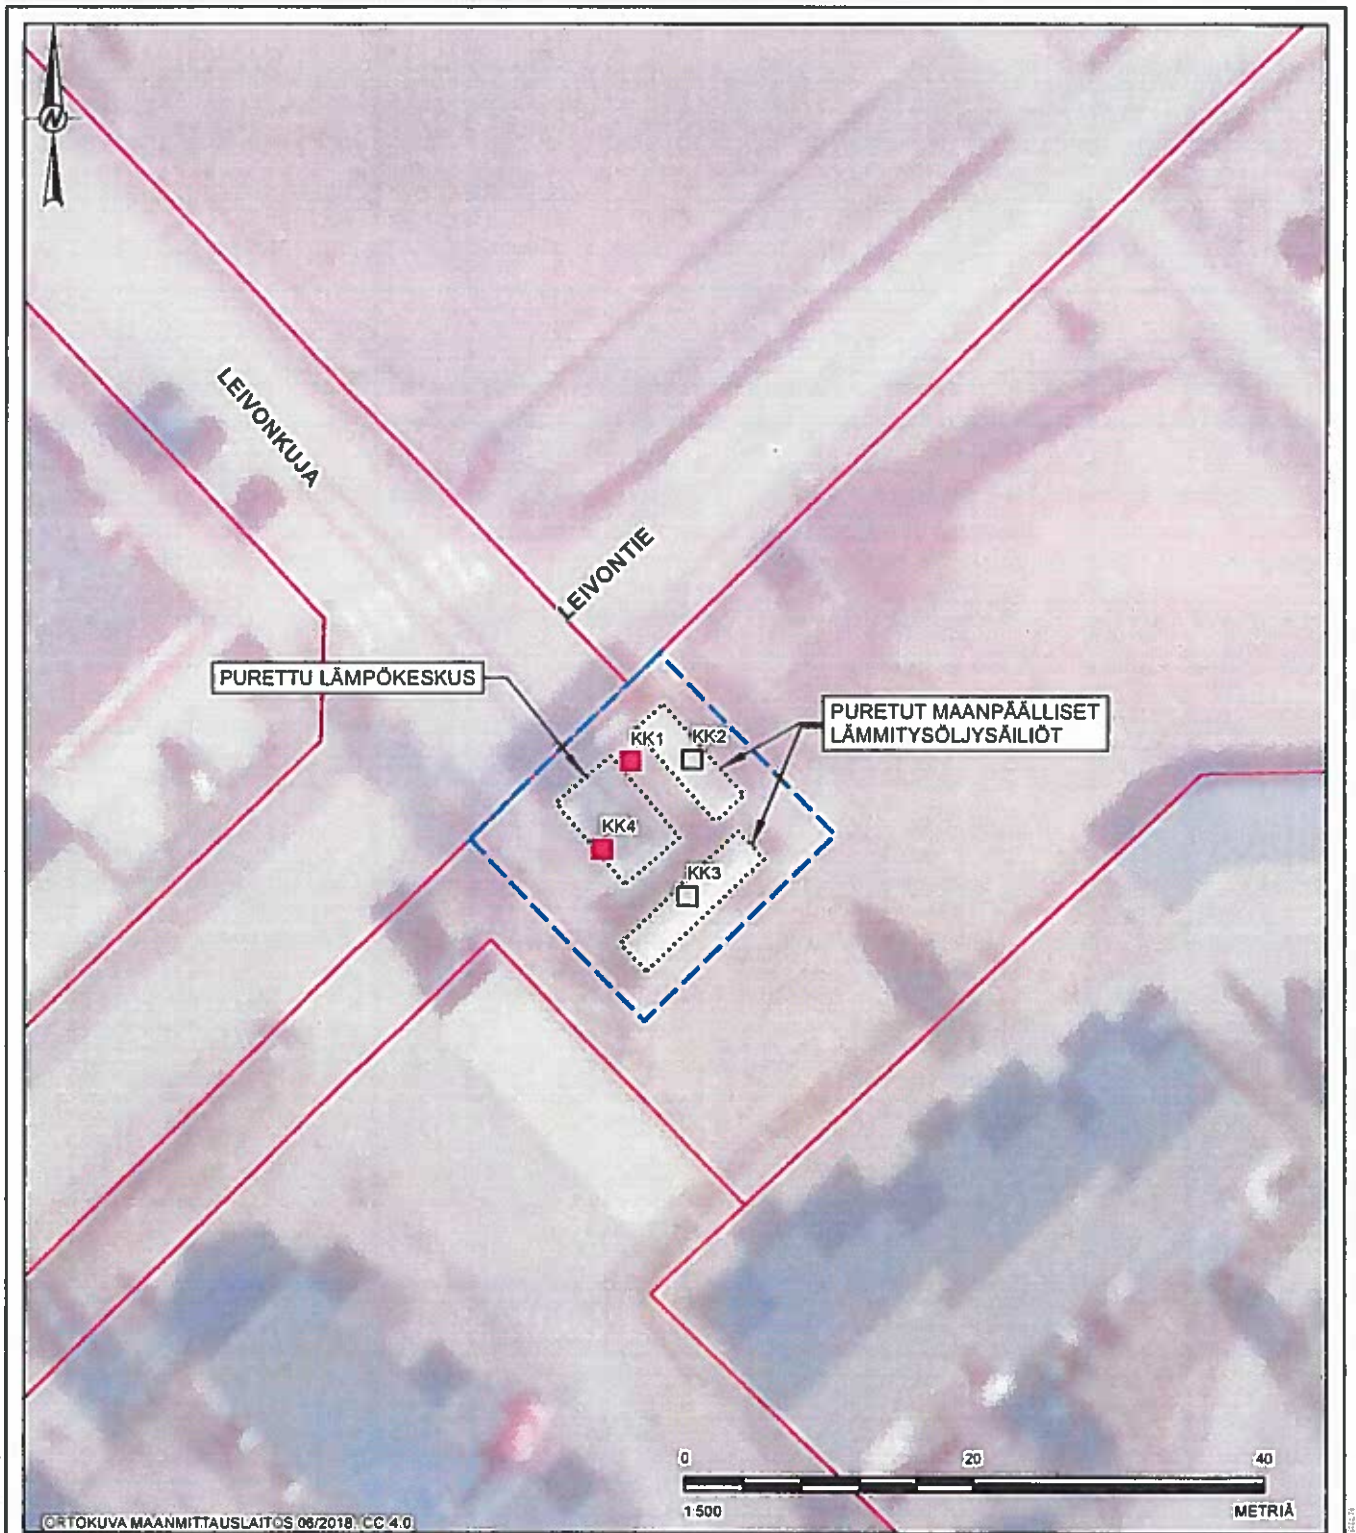 N
LEIVONKUJA
LEIVONTIE
PURETTU LÄMPÖKESKUS
PURETUT MAANPÄÄLLISET
LÄMMITYSÖLJYSÄILIÖT
KK1
KK2
KK4
KK3
0 20 40
1:500 METRIÄ
ORTOKUVA MAANMITTAUSLAITOS 06/2018, CC 4.0